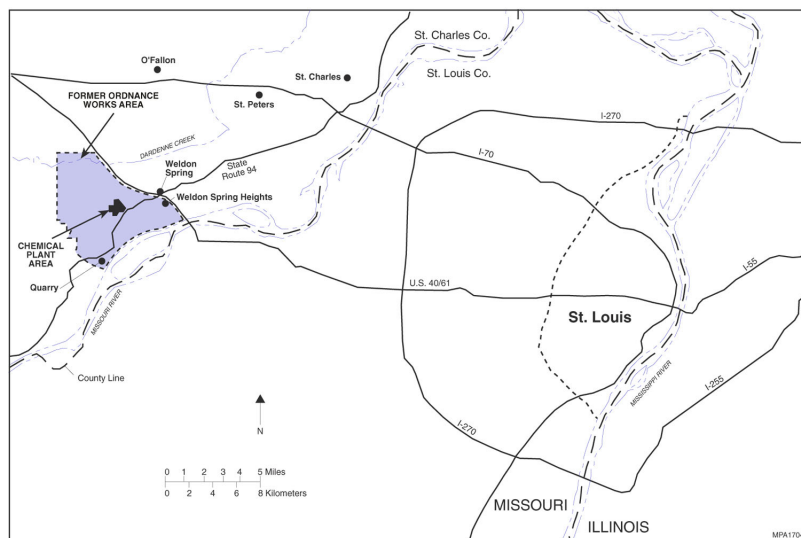 O'Fallon
St. Charles
St. Charles Co.
St. Louis Co.
FORMER ORDNANCE
WORKS AREA
St. Peters
I-270
DARDENNE CREEK
State
Route 94
I-70
Weldon
Spring
Weldon Spring Heights
CHEMICAL
PLANT
AREA
Quarry
MISSOURI RIVER
U.S. 40/61
I-55
St. Louis
County Line
MISSISSIPPI RIVER
I-255
N
I-270
0 1 2 3 4 5 Miles
0 2 4 6 8 Kilometers
MISSOURI
ILLINOIS